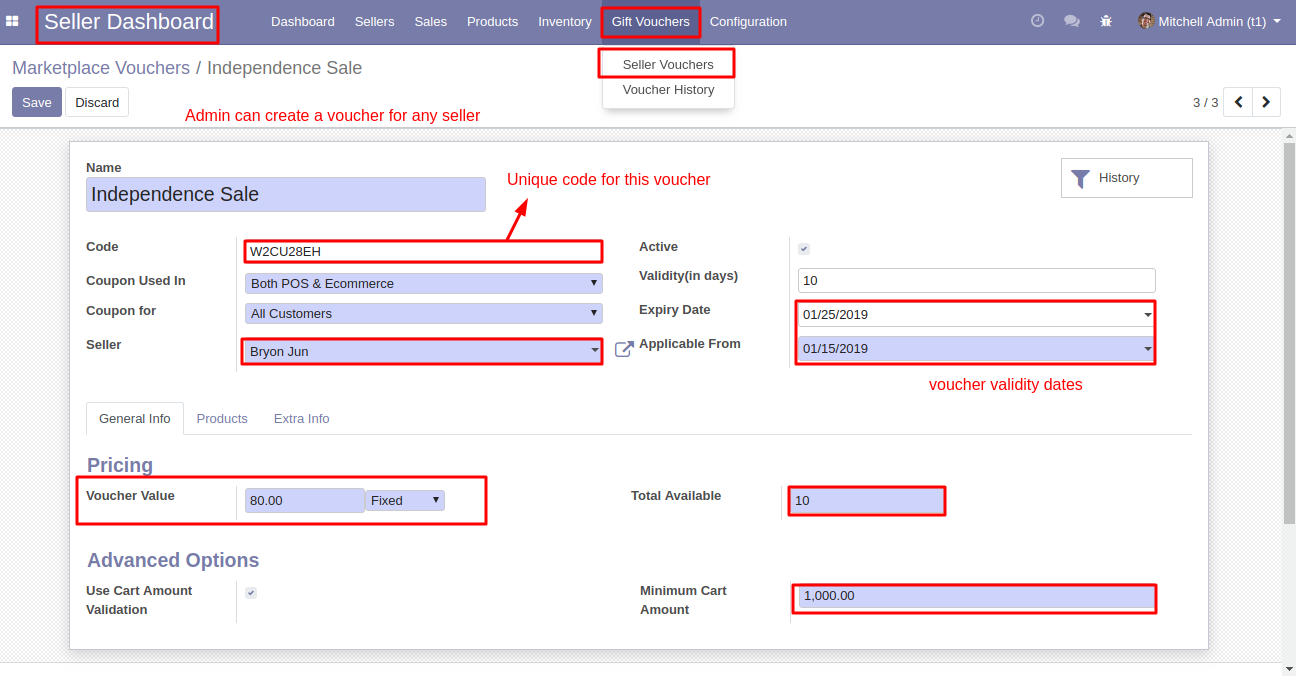 Seller Dashboard Dashboard Sellers Sales Products Inventory Gift Vouchers Configuration Mitchell Admin (t1)
Marketplace Vouchers / Independence Sale
Seller Vouchers
Voucher History
Save Discard
3 / 3
Admin can create a voucher for any seller
Name
Independence Sale
Unique code for this voucher
History
Code W2CU28EH
Active
Coupon Used In Both POS & Ecommerce
Validity(in days) 10
Coupon for All Customers
Expiry Date 01/25/2019
Seller Bryon Jun
Applicable From 01/15/2019
voucher validity dates
General Info Products Extra Info
Pricing
Voucher Value 80.00 Fixed
Total Available 10
Advanced Options
Use Cart Amount
Validation
Minimum Cart 1,000.00
Amount